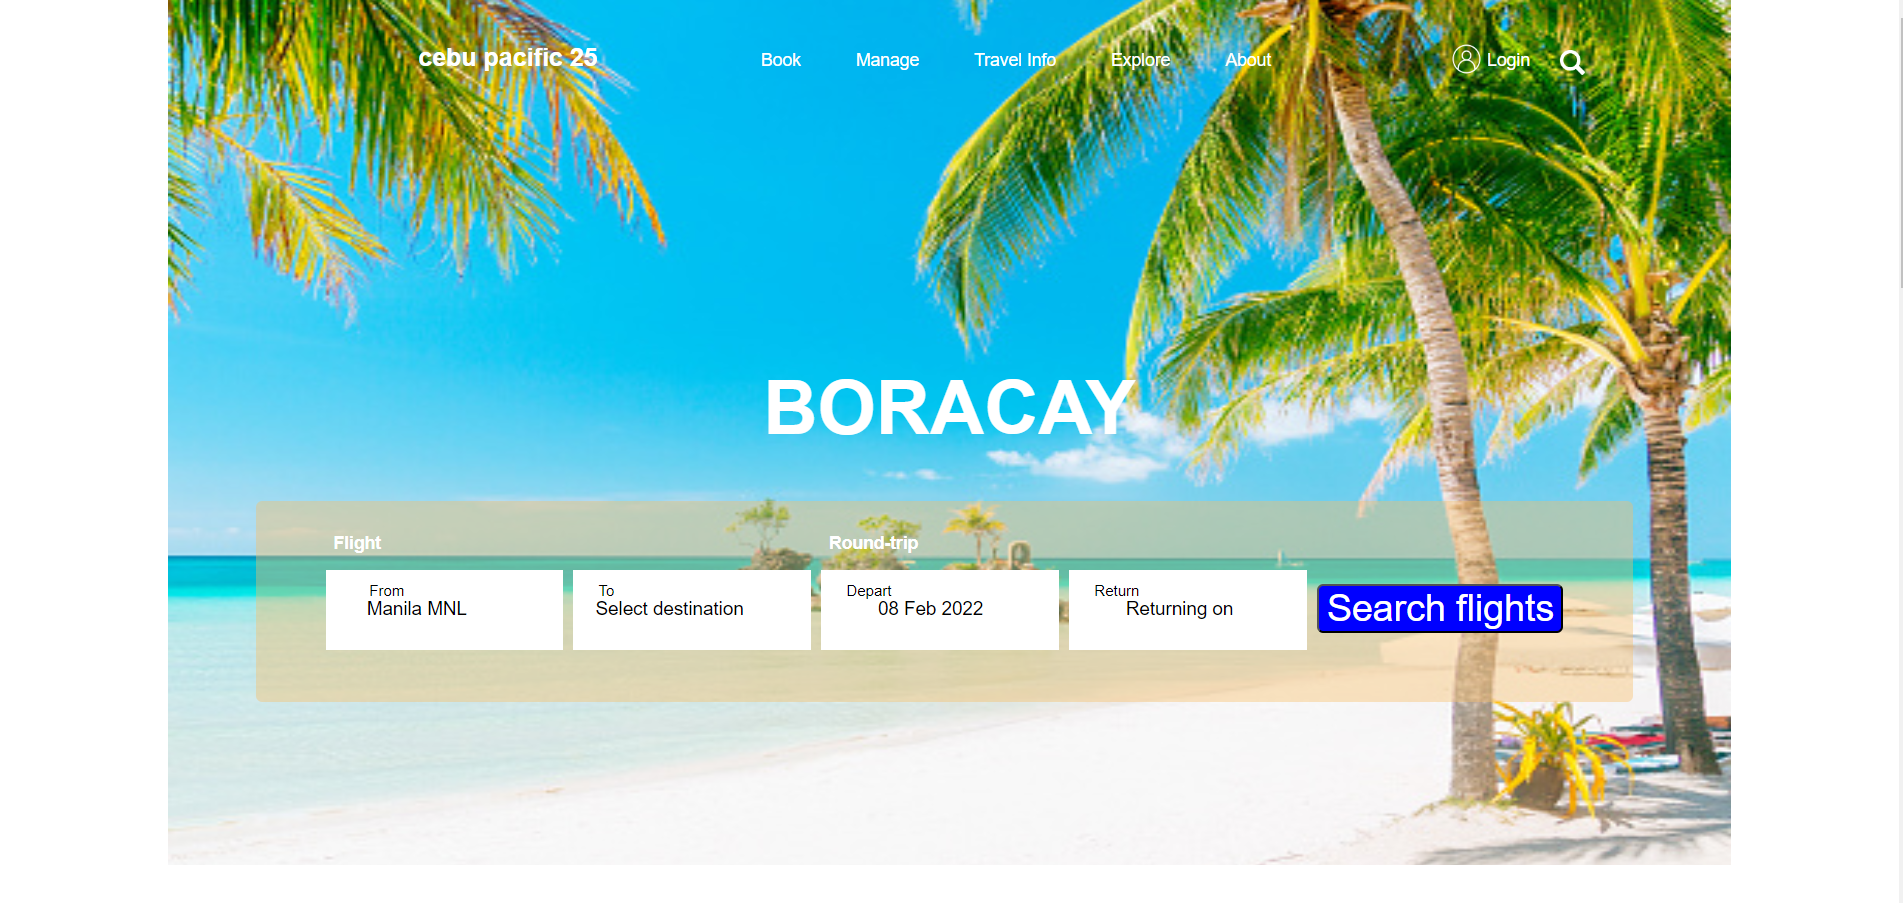 cebu pacific 25 Book Manage Travel Info Explore About Login
BORACAY
Flight Round-trip
From To Depart Return
Manila MNL Select destination 08 Feb 2022 Returning on Search flights